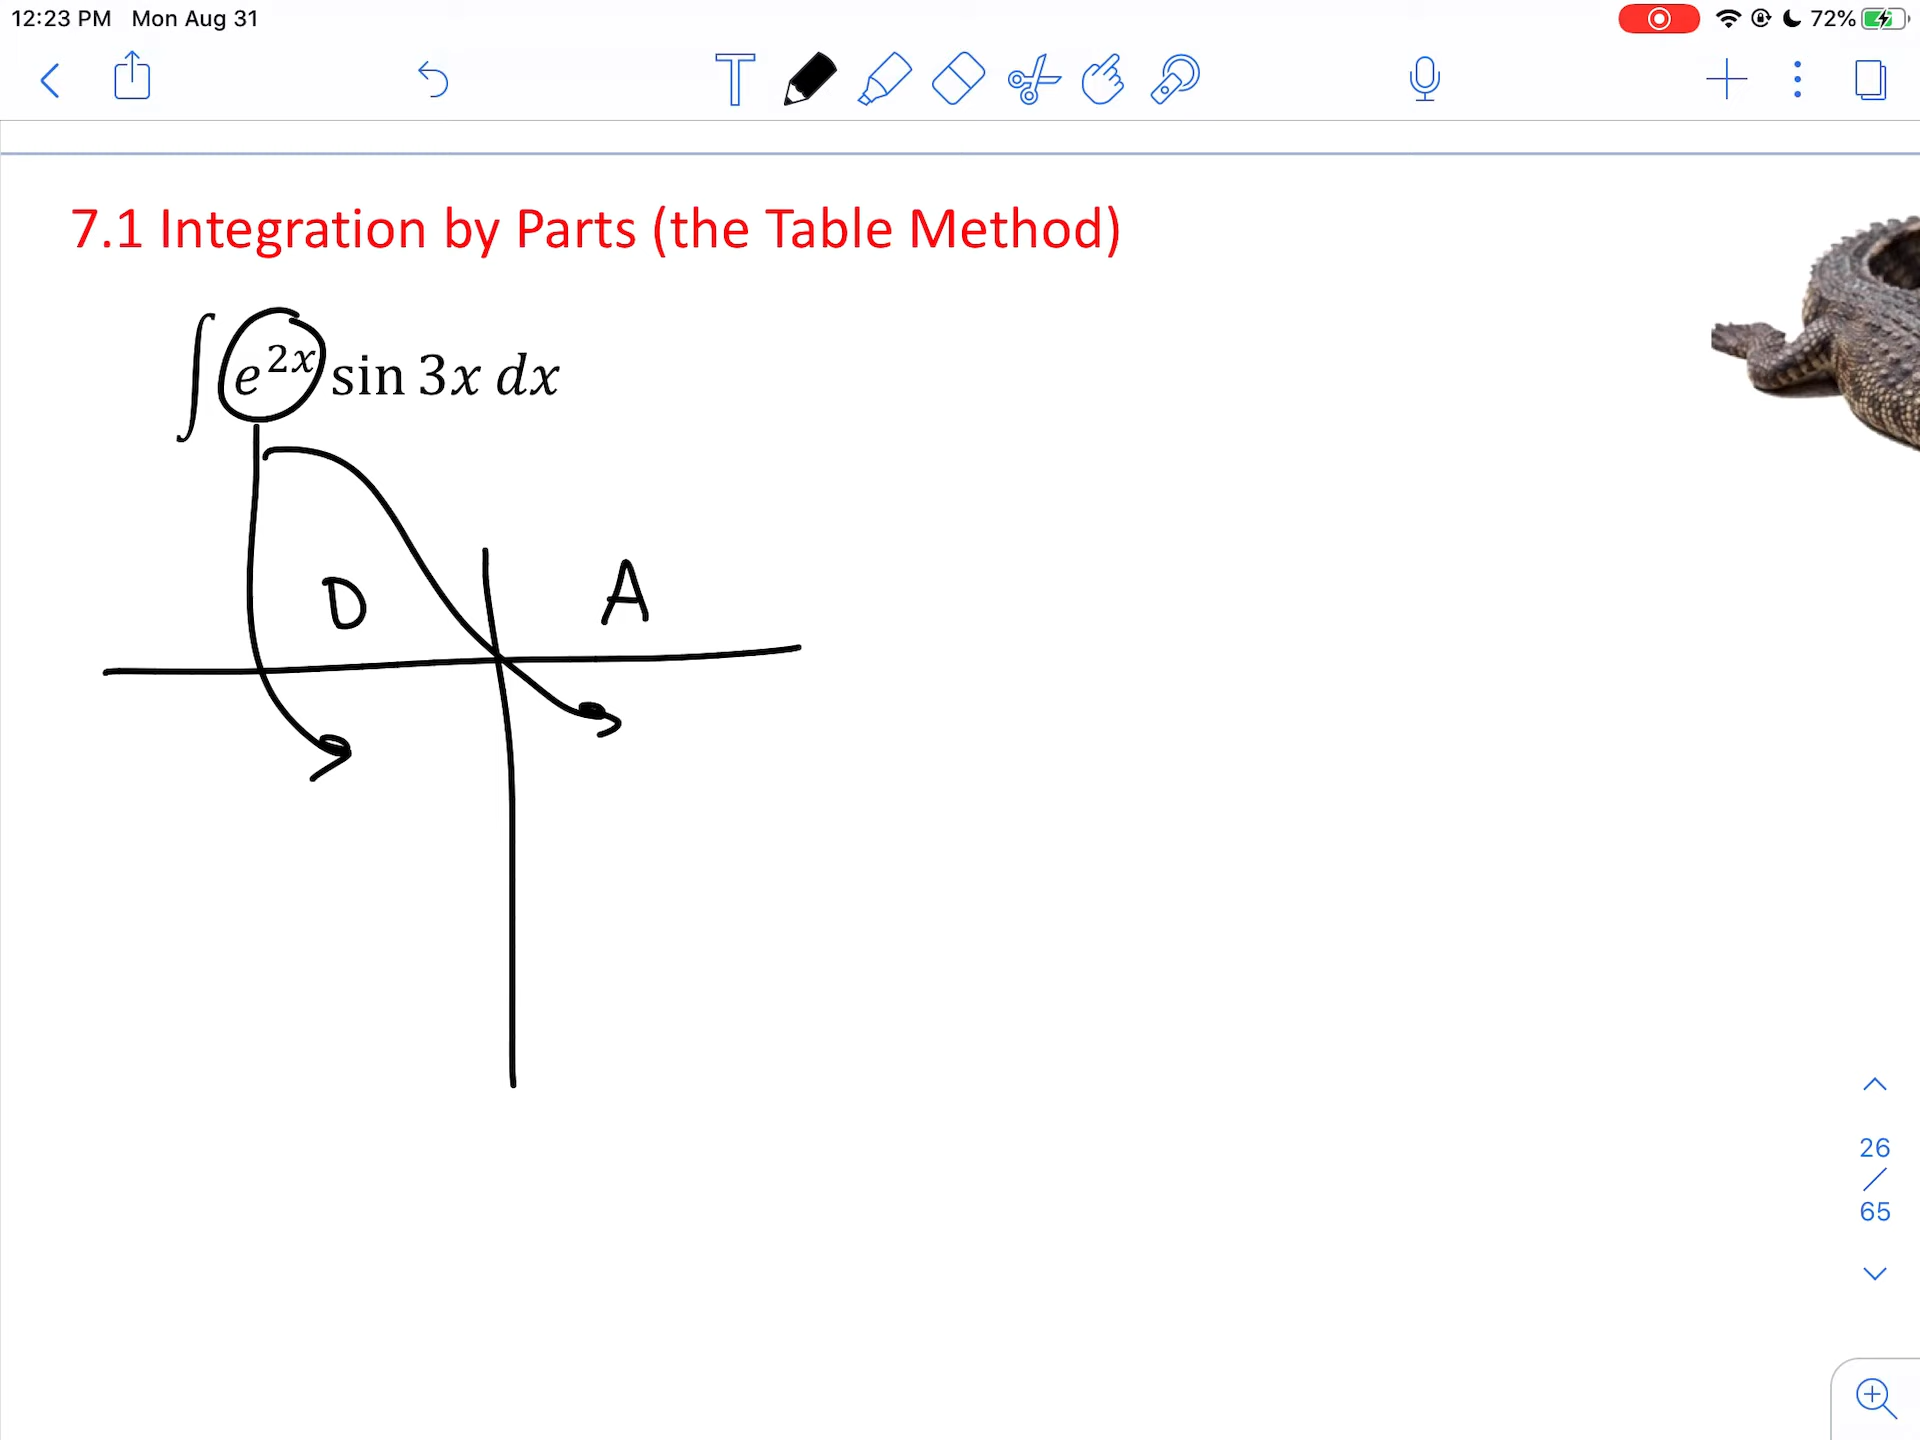 12:23 PM Mon Aug 31
72%
T
7.1 Integration by Parts (the Table Method)
∫ e^{2x} sin 3x dx
D A
26
/
65